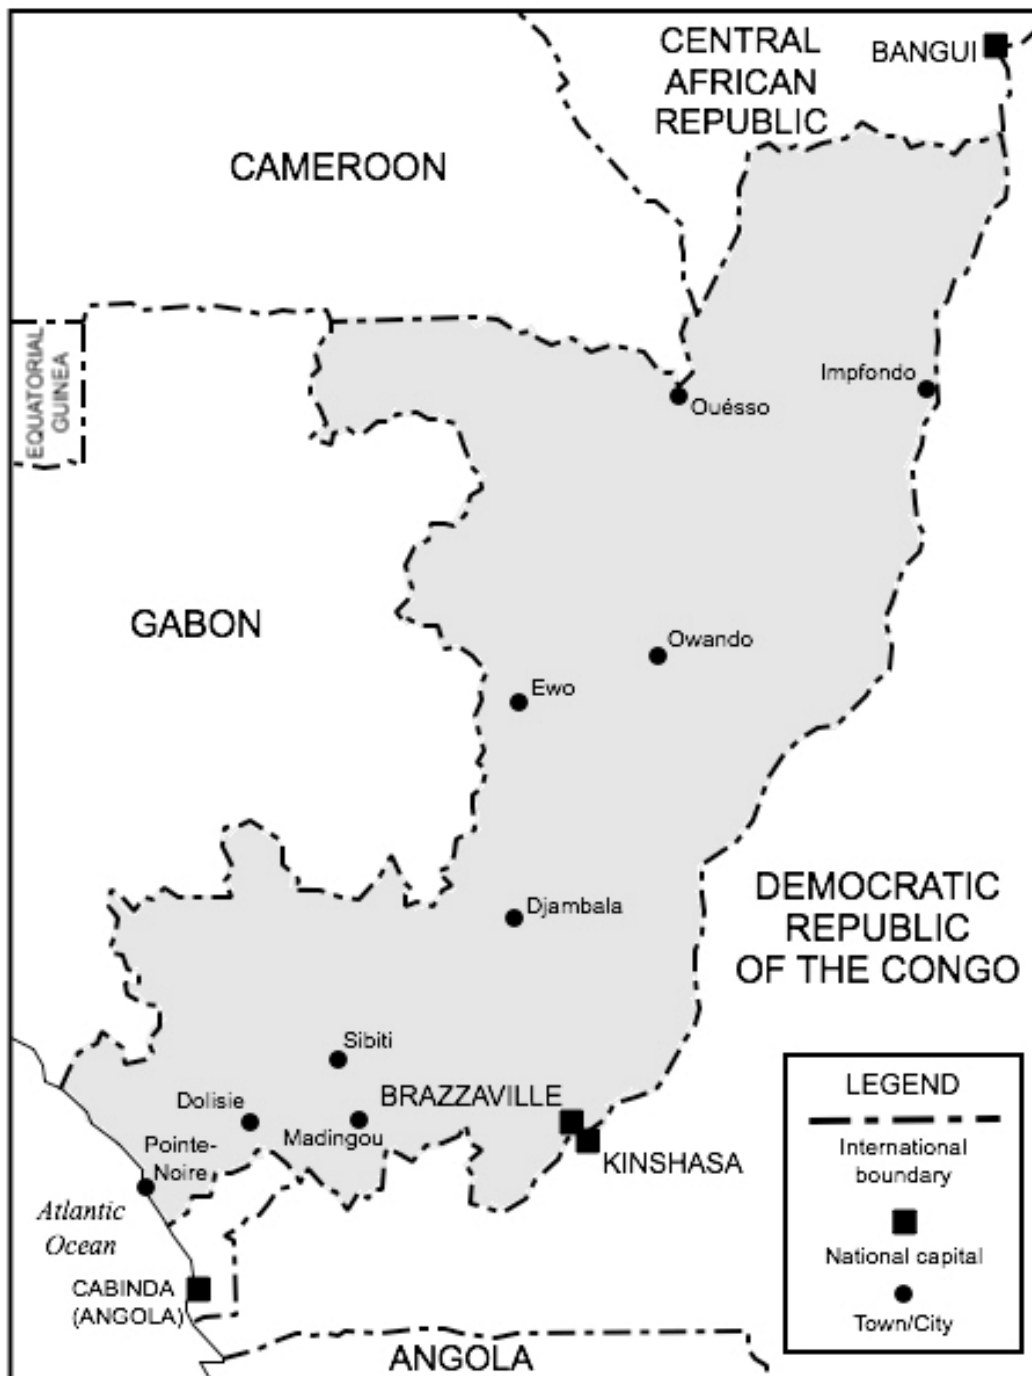 CENTRAL
AFRICAN
REPUBLIC
BANGUI
CAMEROON
EQUATORIAL
GUINEA
Impfondo
Ouésso
GABON
Owando
Ewo
Djambala
DEMOCRATIC
REPUBLIC
OF THE CONGO
Sibiti
BRAZZAVILLE
Dolisie
Madingou
Pointe-
Noire
KINSHASA
Atlantic
Ocean
CABINDA
(ANGOLA)
ANGOLA
LEGEND
International
boundary
National capital
Town/City